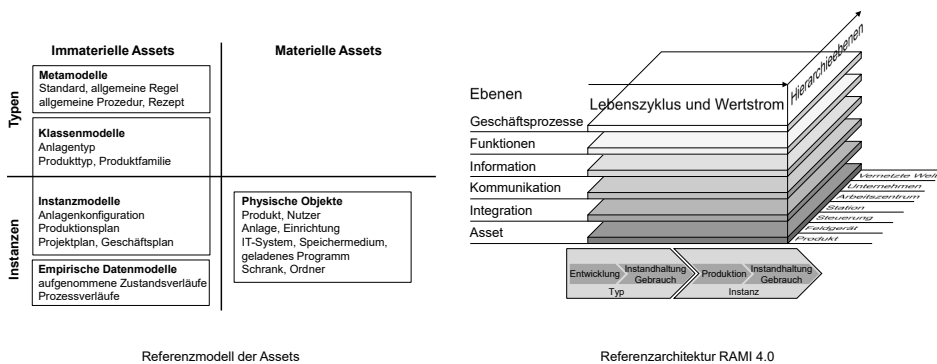 Immaterielle Assets
Materielle Assets
Typen
Metamodelle
Standard, allgemeine Regel
allgemeine Prozedur, Rezept
Klassenmodelle
Anlagentyp
Produkttyp, Produktfamilie
Instanzen
Instanzmodelle
Anlagenkonfiguration
Produktionsplan
Projektplan, Geschäftsplan
Empirische Datenmodelle
aufgenommene Zustandsverläufe
Prozessverläufe
Physische Objekte
Produkt, Nutzer
Anlage, Einrichtung
IT-System, Speichermedium,
geladenes Programm
Schrank, Ordner
Referenzmodell der Assets
Ebenen
Lebenszyklus und Wertstrom
Hierarchieebenen
Geschäftsprozesse
Funktionen
Information
Kommunikation
Integration
Asset
Vernetzte Welt
Unternehmen
Arbeitszentrum
Station
Steuerung
Feldgerät
Produkt
Entwicklung
Instandhaltung
Gebrauch
Produktion
Instandhaltung
Gebrauch
Typ
Instanz
Referenzarchitektur RAMI 4.0